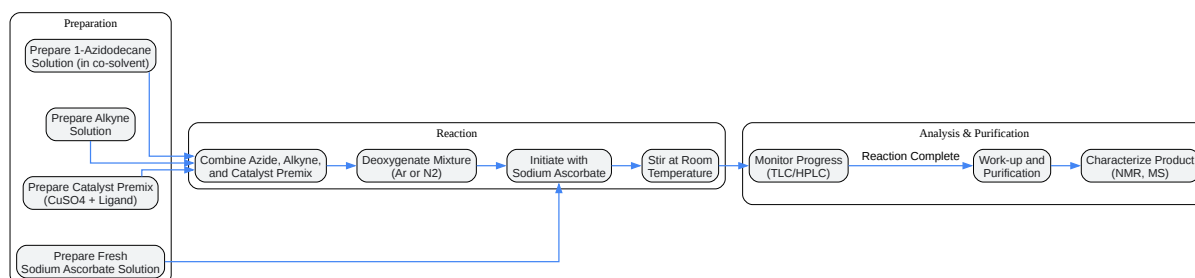 Preparation
Prepare 1-Azidodecane
Solution (in co-solvent)
Prepare Alkyne
Solution
Prepare Catalyst Premix
(CuSO4 + Ligand)
Prepare Fresh
Sodium Ascorbate Solution
Reaction
Combine Azide, Alkyne,
and Catalyst Premix
Deoxygenate Mixture
(Ar or N2)
Initiate with
Sodium Ascorbate
Stir at Room
Temperature
Analysis & Purification
Monitor Progress
(TLC/HPLC)
Reaction Complete
Work-up and
Purification
Characterize Product
(NMR, MS)